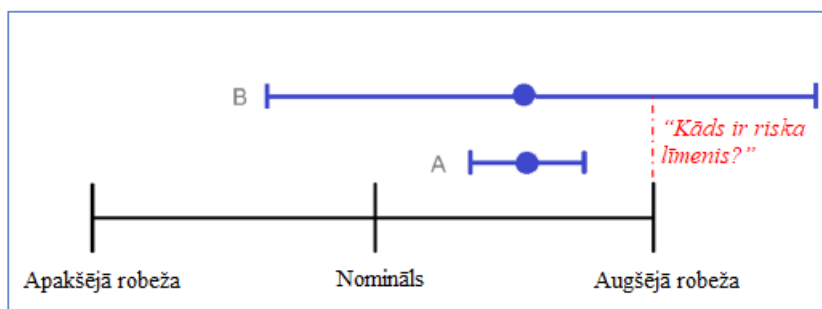 B
“Kāds ir riska
līmenis?”
A
Apakšējā robeža
Nomināls
Augšējā robeža